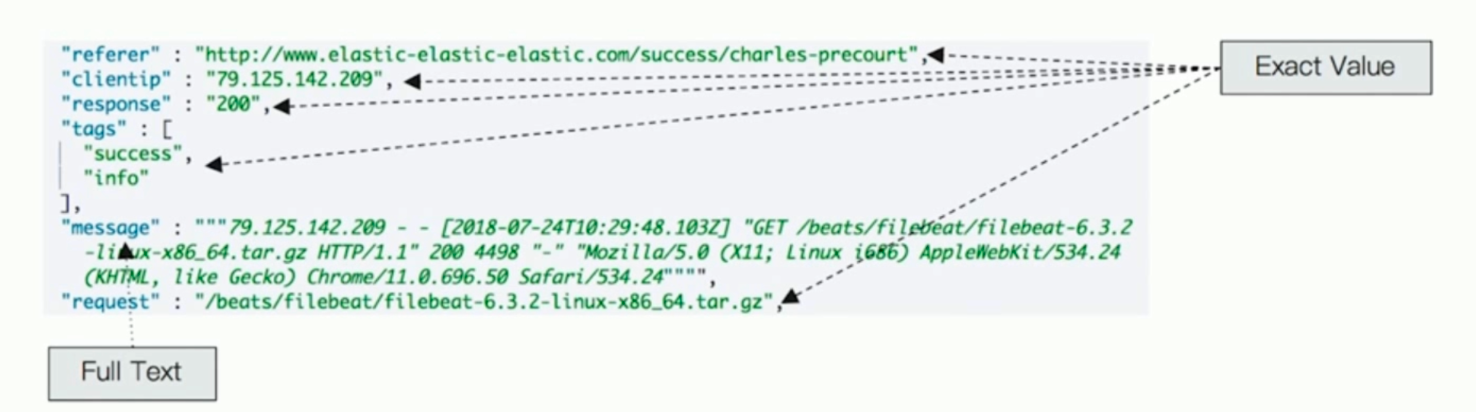 "referer" : "http://www.elastic-elastic-elastic.com/success/charles-precourt",
Exact Value
"clientip" : "79.125.142.209",
"response" : "200",
"tags" : [
"success",
"info"
],
"message" : """79.125.142.209 - - [2018-07-24T10:29:48.103Z] "GET /beats/filebeat/filebeat-6.3.2
-linux-x86_64.tar.gz HTTP/1.1" 200 4498 "-" "Mozilla/5.0 (X11; Linux i686) AppleWebKit/534.24
(KHTML, like Gecko) Chrome/11.0.696.50 Safari/534.24"""",
"request" : "/beats/filebeat/filebeat-6.3.2-linux-x86_64.tar.gz",
Full Text